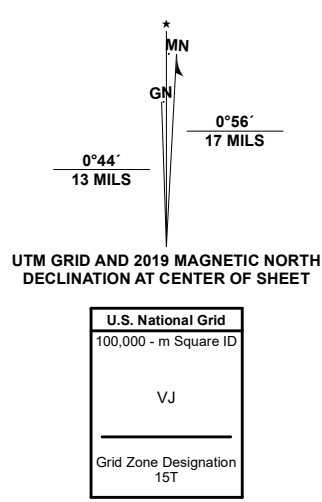 MN
GN
0°56´
17 MILS
0°44´
13 MILS
UTM GRID AND 2019 MAGNETIC NORTH
DECLINATION AT CENTER OF SHEET
U.S. National Grid
100,000 - m Square ID
VJ
Grid Zone Designation
15T